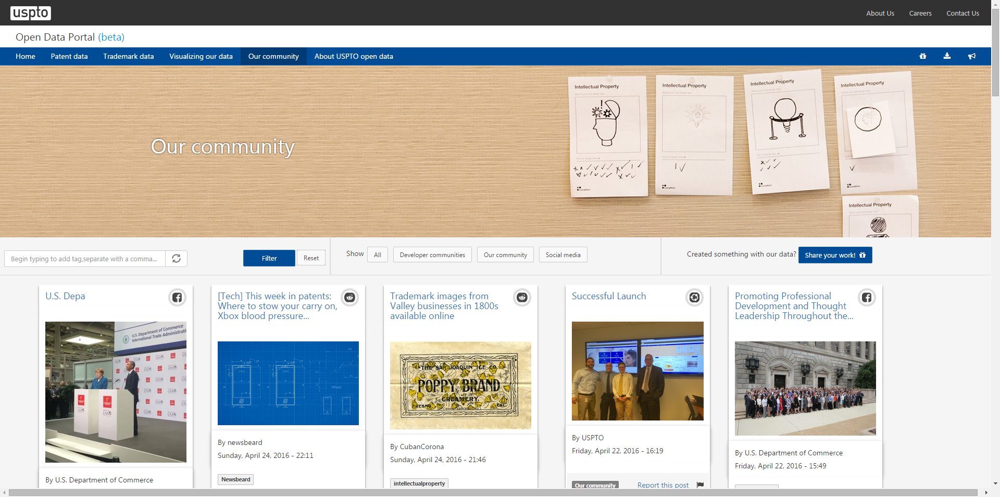 uspto
About Us Careers Contact Us
Open Data Portal (beta)
Home Patent data Trademark data Visualizing our data Our community About USPTO open data
Our community
Intellectual Property
Intellectual Property
Intellectual Property
Intellectual Property
Intellectual Property
Begin typing to add tag,separate with a comma...
Filter
Reset
Show
All
Developer communities
Our community
Social media
Created something with our data?
Share your work!
U.S. Depa
U.S. Department of Commerce
International Trade Administrati
By U.S. Department of Commerce
[Tech] This week in patents:
Where to stow your carry on,
Xbox blood pressure...
By newsbeard
Sunday, April 24, 2016 - 22:11
Newsbeard
Trademark images from
Valley businesses in 1800s
available online
THE SAN JOAQUIN ICE CO.
POPPY BRAND
CREAMERY.
FRESNO, CAL.
By CubanCorona
Sunday, April 24, 2016 - 21:46
intellectualproperty
Successful Launch
By USPTO
Friday, April 22, 2016 - 16:19
Our community
Report this post
Promoting Professional
Development and Thought
Leadership Throughout the...
By U.S. Department of Commerce
Friday, April 22, 2016 - 15:49